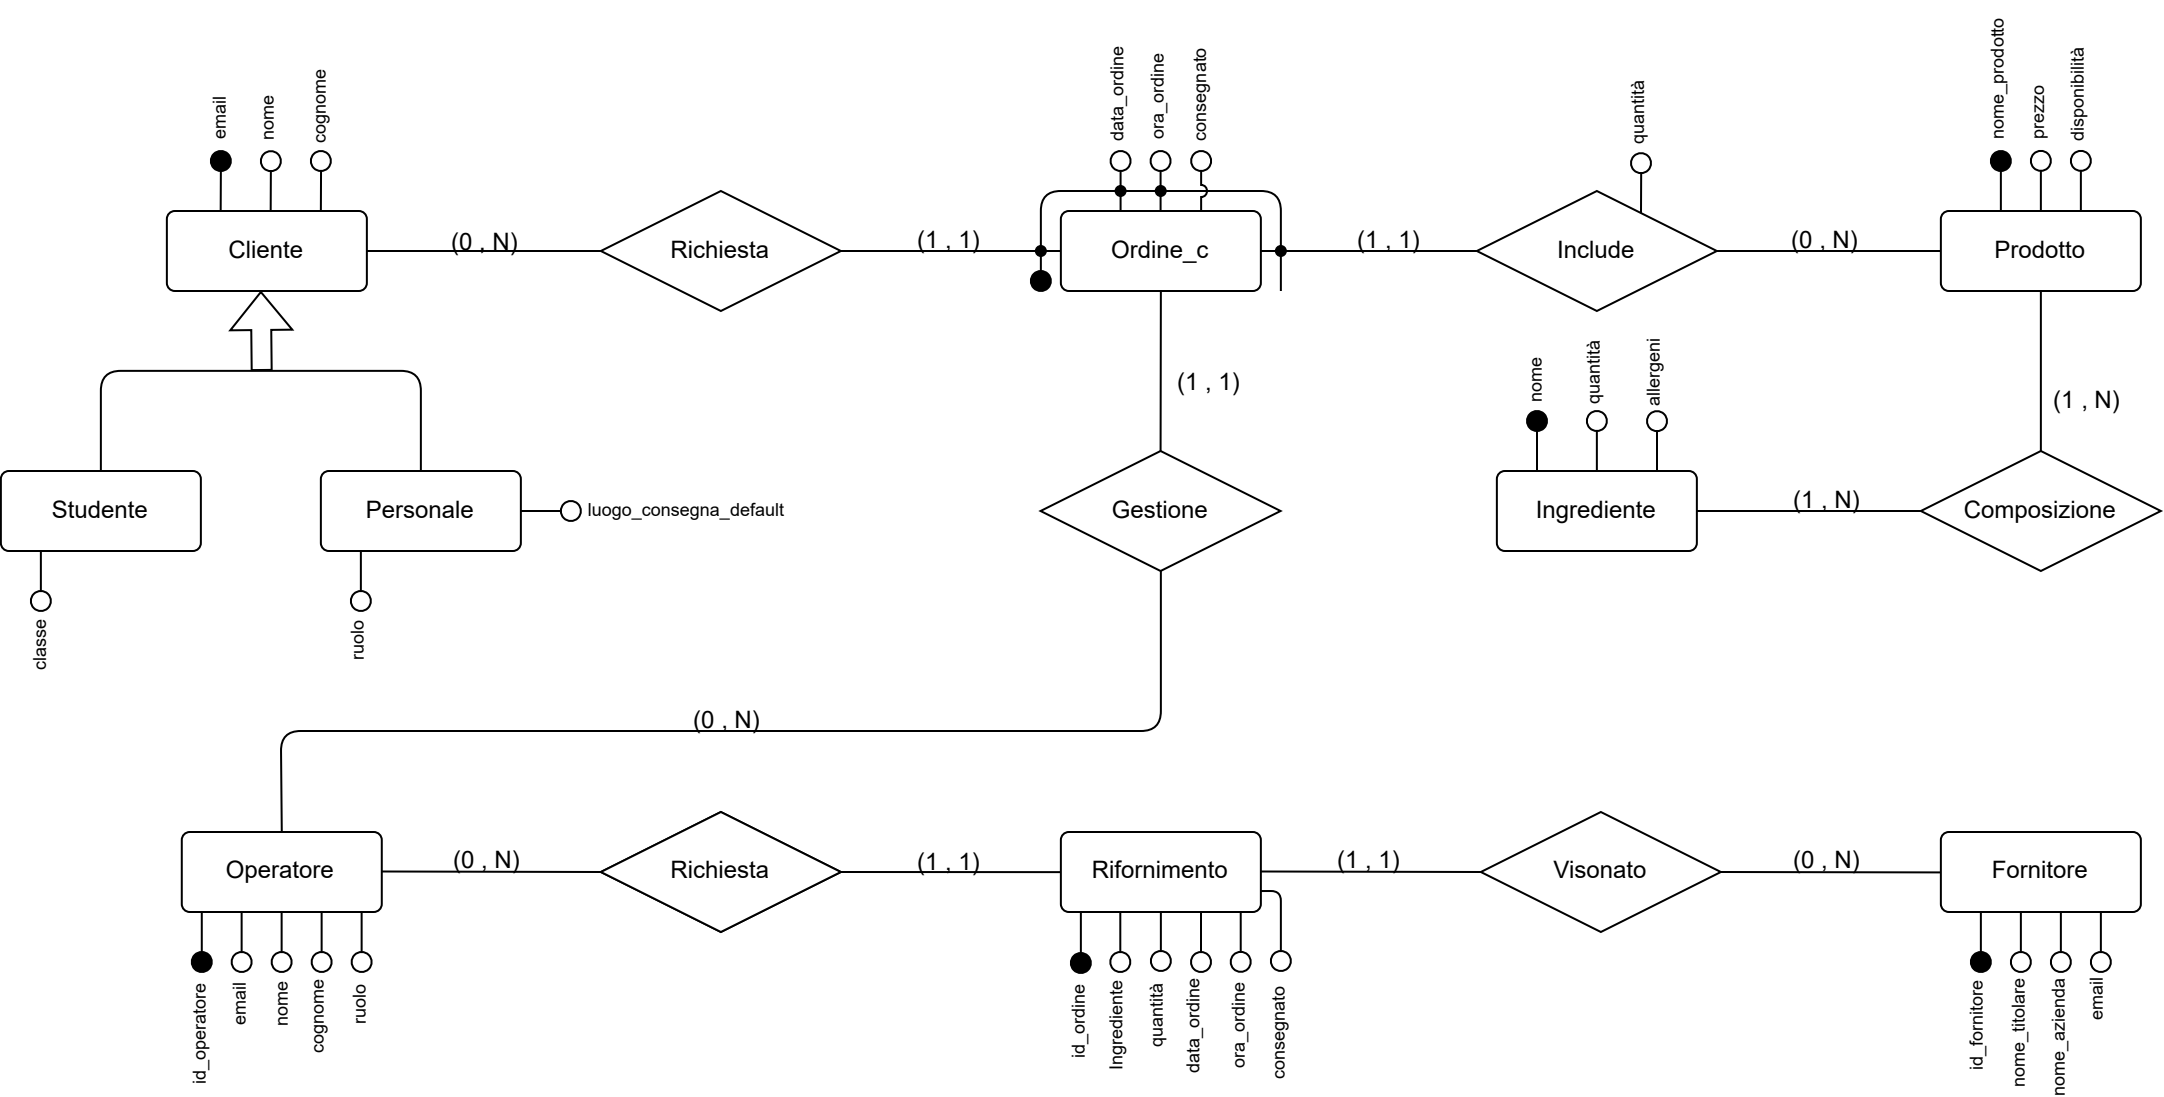 email
nome
cognome
data_ordine
ora_ordine
consegnato
quantità
nome_prodotto
prezzo
disponibilità
Cliente
(0 , N)
Richiesta
(1 , 1)
Ordine_c
(1 , 1)
Include
(0 , N)
Prodotto
(1 , 1)
nome
quantità
allergeni
(1 , N)
Studente
Personale
luogo_consegna_default
Gestione
Ingrediente
(1 , N)
Composizione
classe
ruolo
(0 , N)
Operatore
(0 , N)
Richiesta
(1 , 1)
Rifornimento
(1 , 1)
Visonato
(0 , N)
Fornitore
id_operatore
email
nome
cognome
ruolo
id_ordine
Ingrediente
quantità
data_ordine
ora_ordine
consegnato
id_fornitore
nome_titolare
nome_azienda
email